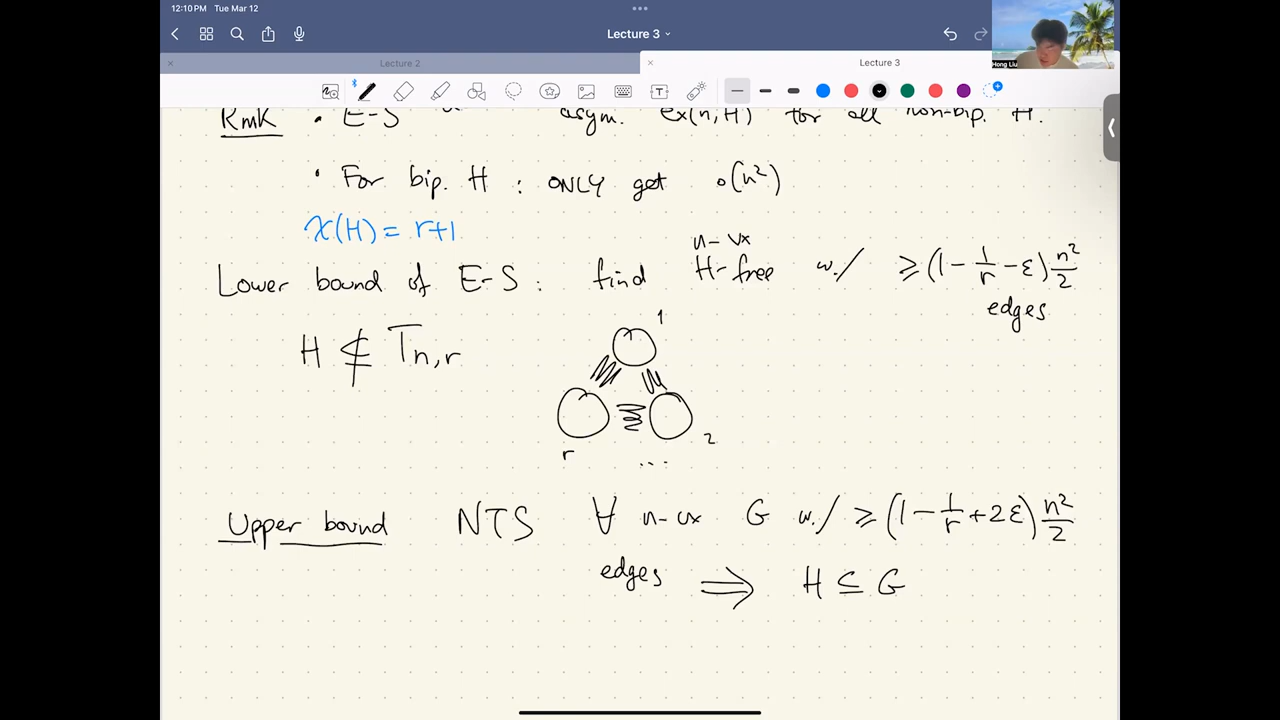 12:10 PM Tue Mar 12
Lecture 3
Hong Liu
Lecture 2
Lecture 3
Rmk • E-S asym. ex(n,H) for all non-bip. H.
• For bip. H : ONLY get o(n²)
χ(H) = r+1
n-vx
Lower bound of E-S : find H-free w./ ≥ (1 - 1/r - ε) n²/2
edges
H ⊄ Tn,r
1
r
2
...
Upper bound NTS ∀ n-vx G w./ ≥ (1 - 1/r + 2ε) n²/2
edges ⟹ H ⊆ G